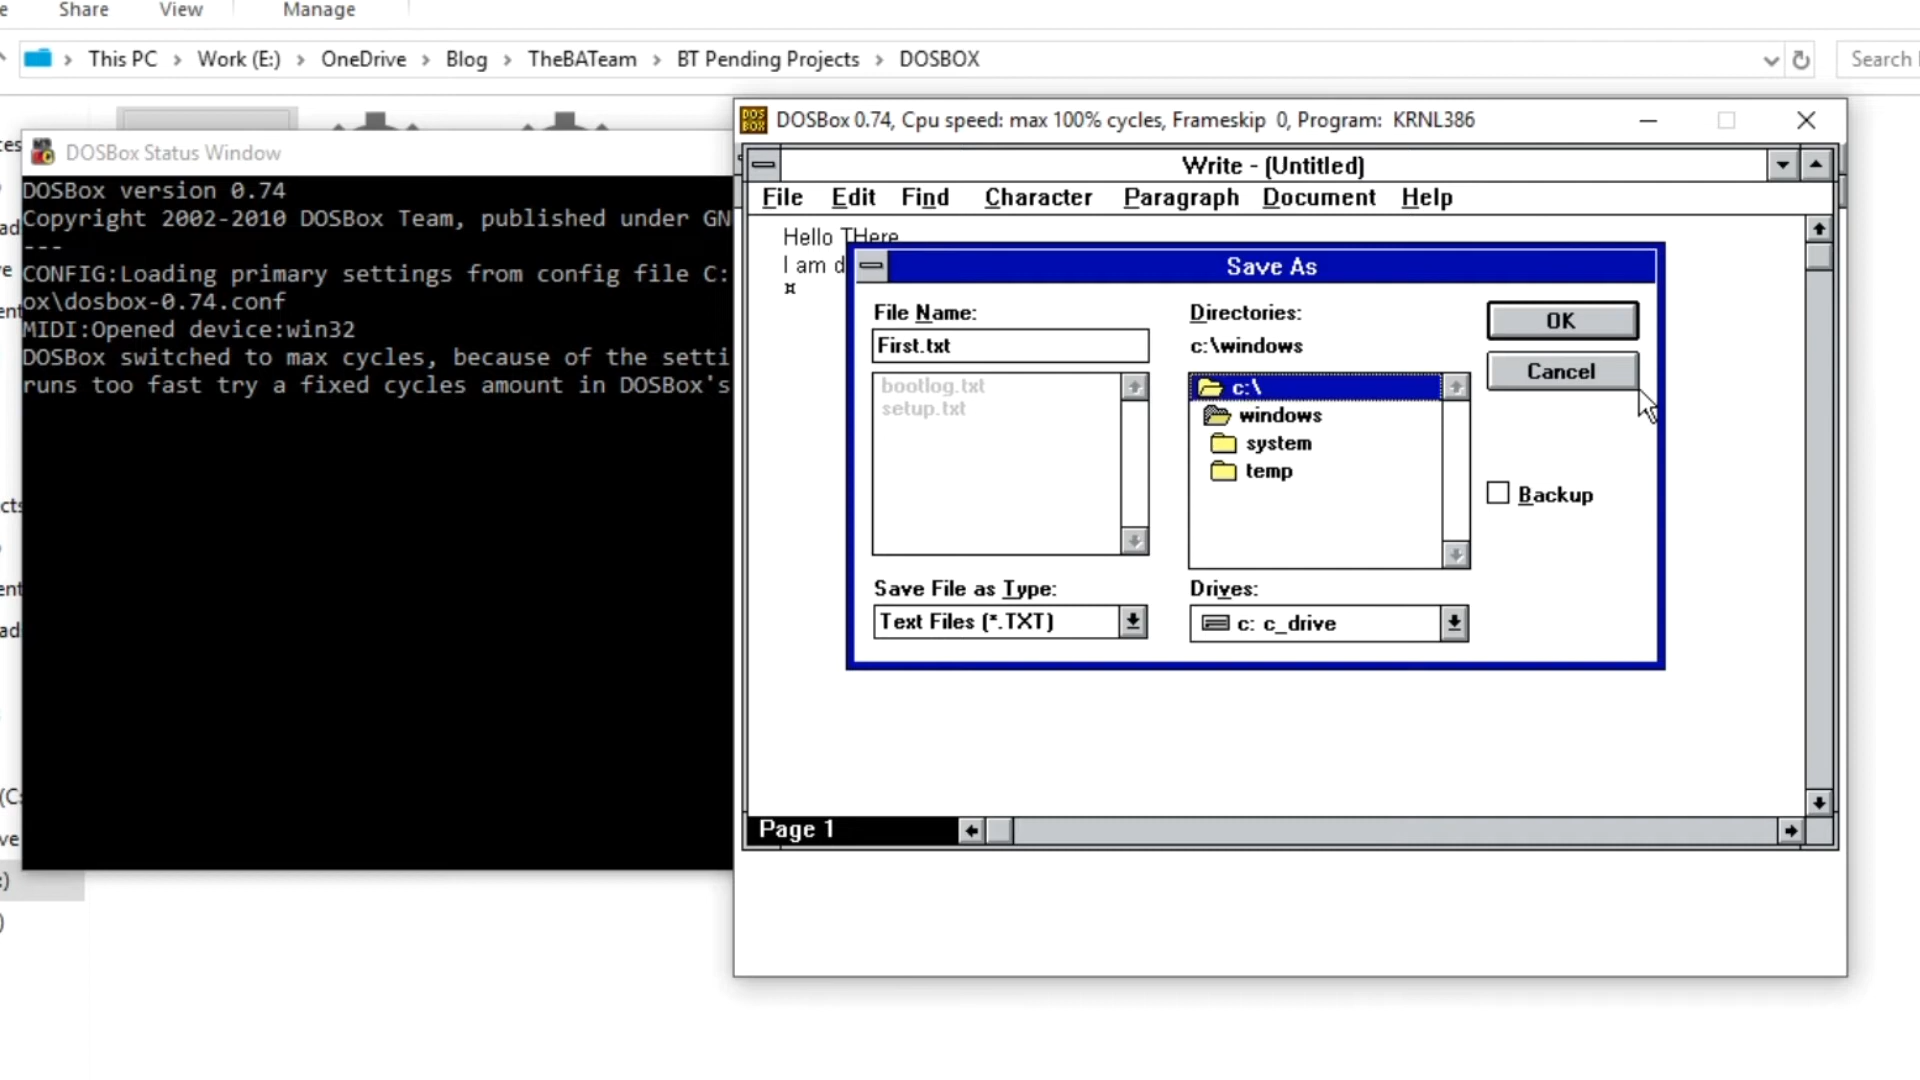 Share View Manage
This PC > Work (E:) > OneDrive > Blog > TheBATeam > BT Pending Projects > DOSBOX
Search
DOSBox Status Window
DOSBox version 0.74
Copyright 2002-2010 DOSBox Team, published under GN
---
CONFIG:Loading primary settings from config file C:
ox\dosbox-0.74.conf
MIDI:Opened device:win32
DOSBox switched to max cycles, because of the setti
runs too fast try a fixed cycles amount in DOSBox's
DOS BOX
DOSBox 0.74, Cpu speed: max 100% cycles, Frameskip 0, Program: KRNL386
Write - (Untitled)
File Edit Find Character Paragraph Document Help
Hello THere
I am d
¤
Save As
File Name:
First.txt
bootlog.txt
setup.txt
Save File as Type:
Text Files (*.TXT)
Directories:
c:\windows
c:\
windows
system
temp
Drives:
c: c_drive
OK
Cancel
Backup
Page 1